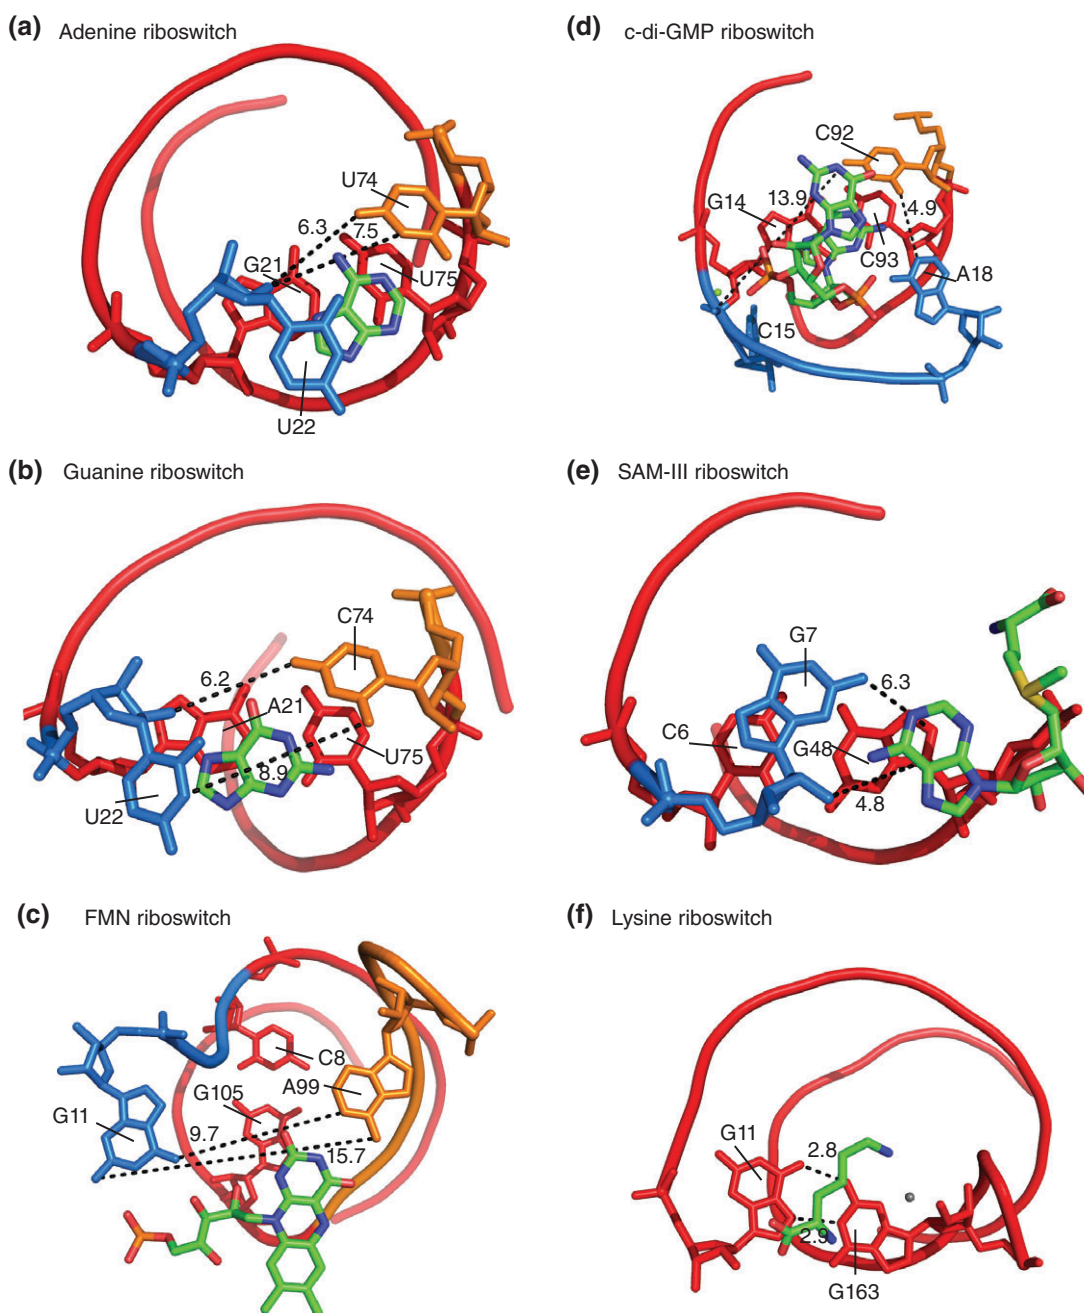 (a) Adenine riboswitch
U74
6.3
7.5
G21
U75
U22
(b) Guanine riboswitch
C74
6.2
A21
8.9
U75
U22
(c) FMN riboswitch
C8
A99
G105
G11
9.7
15.7
(d) c-di-GMP riboswitch
C92
13.9
G14
4.9
C93
A18
C15
(e) SAM-III riboswitch
G7
6.3
C6
G48
4.8
(f) Lysine riboswitch
2.8
G11
2.9
G163